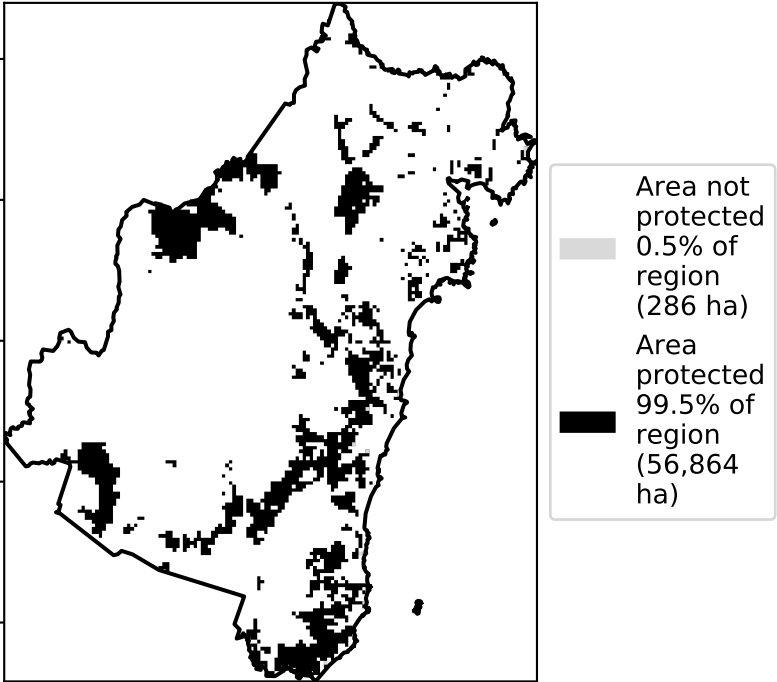 Area not
protected
0.5% of
region
(286 ha)
Area
protected
99.5% of
region
(56,864
ha)